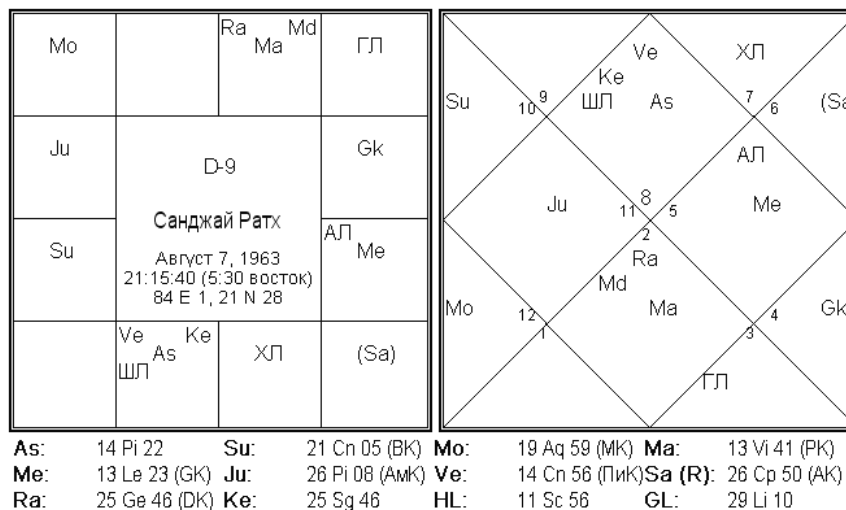 Mo
Ra Md
Ma
ГЛ
Ju
Gk
Su
АЛ
Me
D-9
Санджай Ратх
Август 7, 1963
21:15:40 (5:30 восток)
84 E 1, 21 N 28
Ve Ke
As
ШЛ
ХЛ
(Sa)
Ve
Ke
ШЛ As
ХЛ
Su
10 9
7 6
(Sa
АЛ
Ju
11 8 5
2
Me
Ra
Md
Ma
Mo
12
1
Gk
4
3
ГЛ
As: 14 Pi 22 Su: 21 Cn 05 (BK) Mo: 19 Aq 59 (MK) Ma: 13 Vi 41 (PK)
Me: 13 Le 23 (GK) Ju: 26 Pi 08 (АмК) Ve: 14 Cn 56 (ПиК) Sa (R): 26 Cp 50 (AK)
Ra: 25 Ge 46 (DK) Ke: 25 Sg 46 HL: 11 Sc 56 GL: 29 Li 10